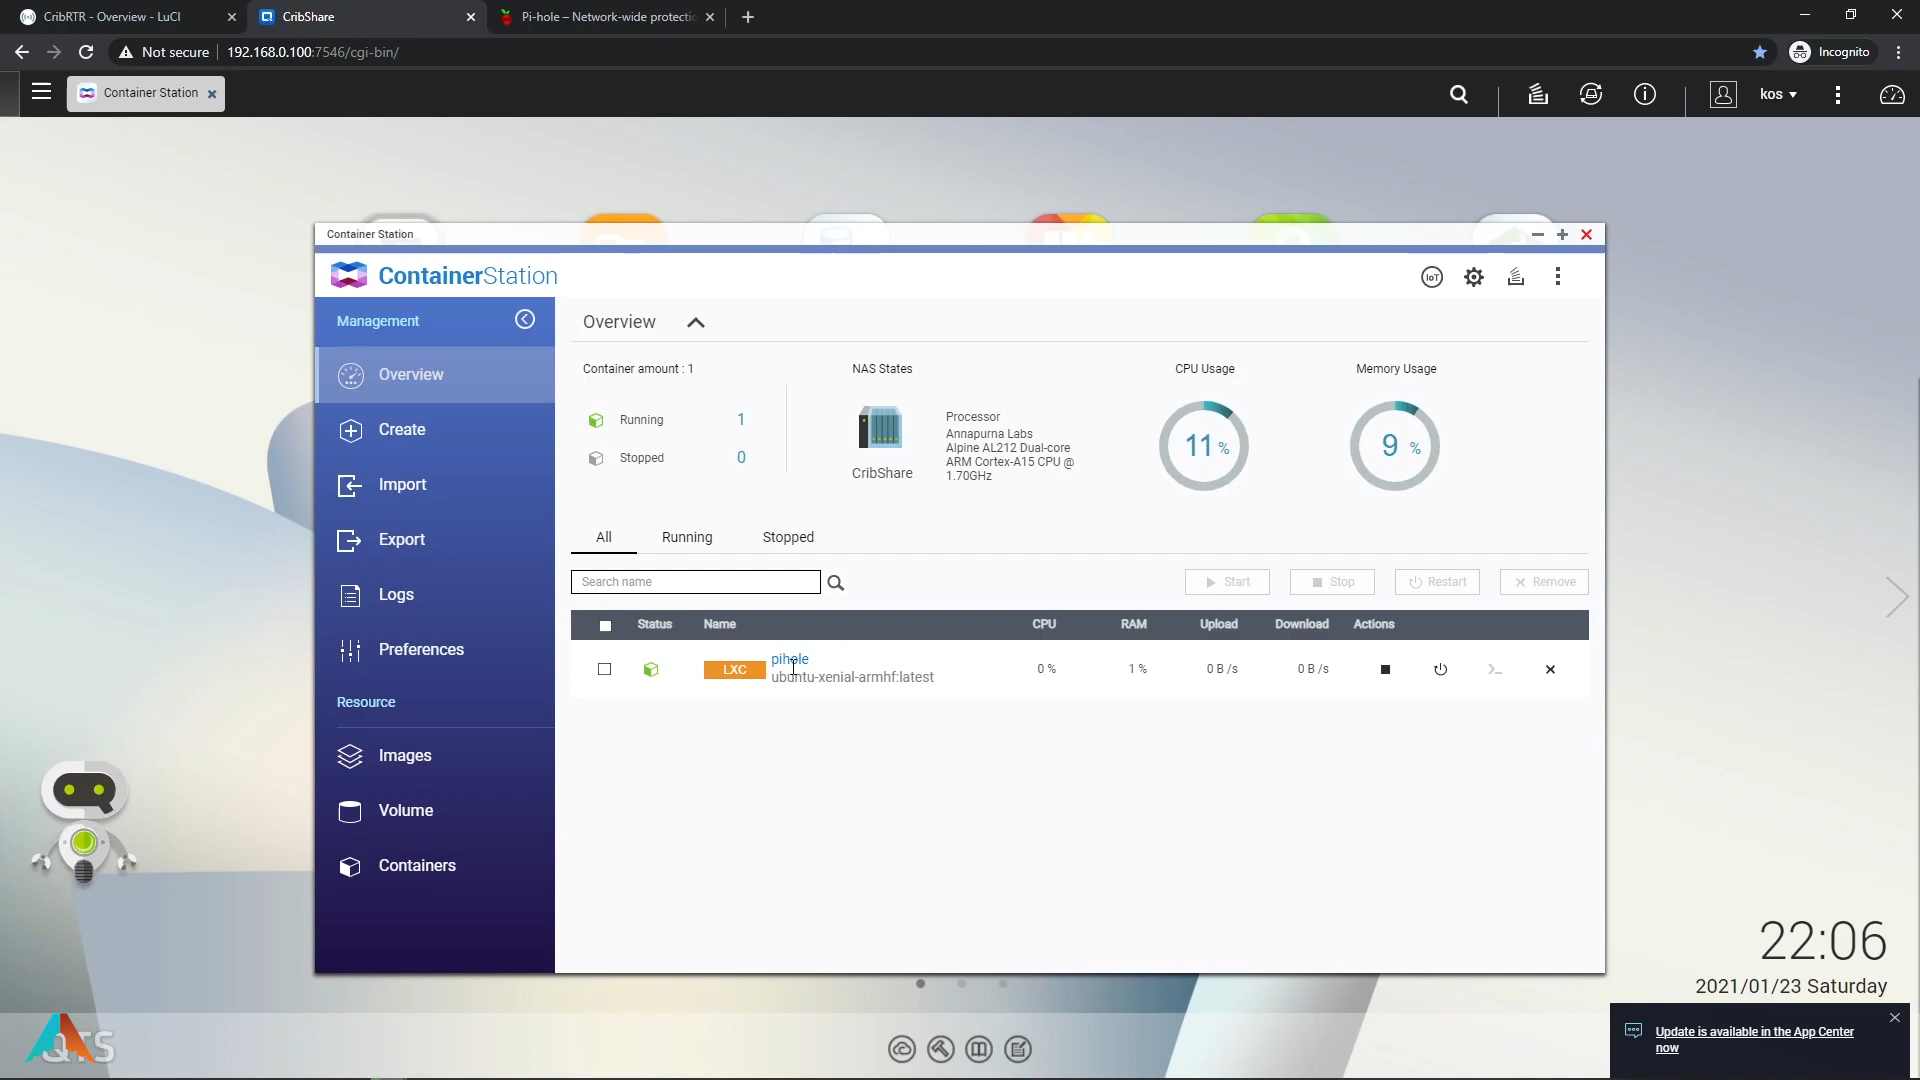 CribRTR - Overview - LuCI
CribShare
Pi-hole – Network-wide protectio
Not secure
192.168.0.100:7546/cgi-bin/
Incognito
Container Station
kos
Container Station
ContainerStation
IoT
Management
Overview
Create
Import
Export
Logs
Preferences
Resource
Images
Volume
Containers
Overview
Container amount : 1
Running 1
Stopped 0
NAS States
CribShare
Processor
Annapurna Labs
Alpine AL212 Dual-core
ARM Cortex-A15 CPU @
1.70GHz
CPU Usage
11 %
Memory Usage
9 %
All Running Stopped
Search name
Start Stop Restart Remove
Status Name CPU RAM Upload Download Actions
LXC pihole 0 % 1 % 0 B /s 0 B /s
ubuntu-xenial-armhf:latest
22:06
2021/01/23 Saturday
QTS
Update is available in the App Center
now